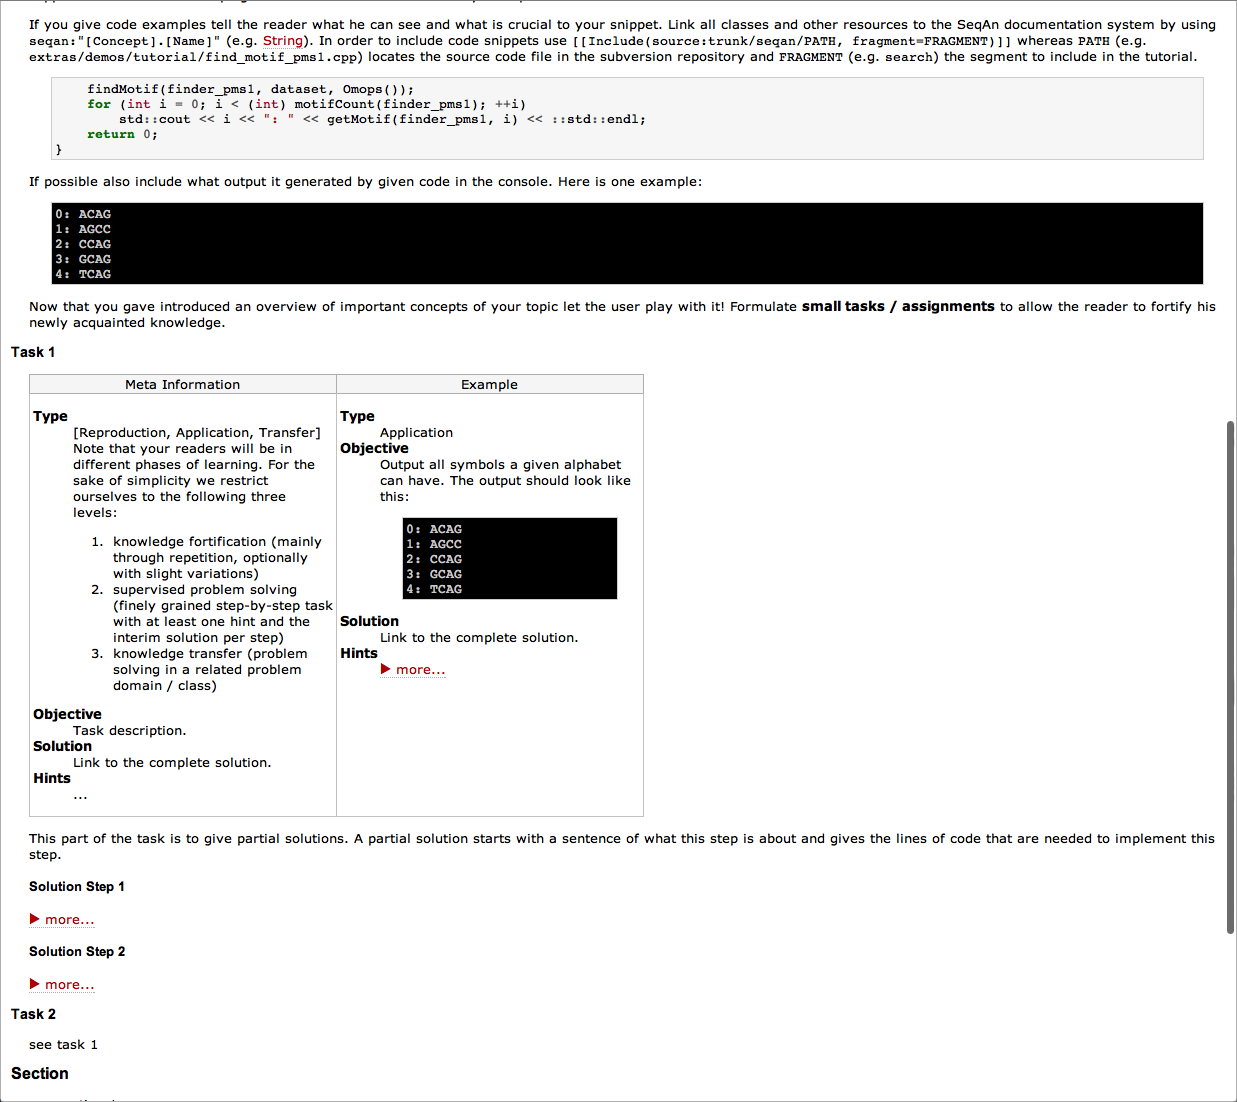 If you give code examples tell the reader what he can see and what is crucial to your snippet. Link all classes and other resources to the SeqAn documentation system by using
seqan:"[Concept].[Name]" (e.g. String). In order to include code snippets use [[Include(source:trunk/seqan/PATH, fragment=FRAGMENT)]] whereas PATH (e.g.
extras/demos/tutorial/find_motif_pms1.cpp) locates the source code file in the subversion repository and FRAGMENT (e.g. search) the segment to include in the tutorial.
findMotif(finder_pms1, dataset, Omops());
for (int i = 0; i < (int) motifCount(finder_pms1); ++i)
std::cout << i << ": " << getMotif(finder_pms1, i) << ::std::endl;
return 0;
}
If possible also include what output it generated by given code in the console. Here is one example:
0: ACAG
1: AGCC
2: CCAG
3: GCAG
4: TCAG
Now that you gave introduced an overview of important concepts of your topic let the user play with it! Formulate small tasks / assignments to allow the reader to fortify his
newly acquainted knowledge.
Task 1
Meta Information
Type
[Reproduction, Application, Transfer]
Note that your readers will be in
different phases of learning. For the
sake of simplicity we restrict
ourselves to the following three
levels:
1. knowledge fortification (mainly
through repetition, optionally
with slight variations)
2. supervised problem solving
(finely grained step-by-step task
with at least one hint and the
interim solution per step)
3. knowledge transfer (problem
solving in a related problem
domain / class)
Objective
Task description.
Solution
Link to the complete solution.
Hints
...
Example
Type
Application
Objective
Output all symbols a given alphabet
can have. The output should look like
this:
0: ACAG
1: AGCC
2: CCAG
3: GCAG
4: TCAG
Solution
Link to the complete solution.
Hints
▶ more...
This part of the task is to give partial solutions. A partial solution starts with a sentence of what this step is about and gives the lines of code that are needed to implement this
step.
Solution Step 1
▶ more...
Solution Step 2
▶ more...
Task 2
see task 1
Section